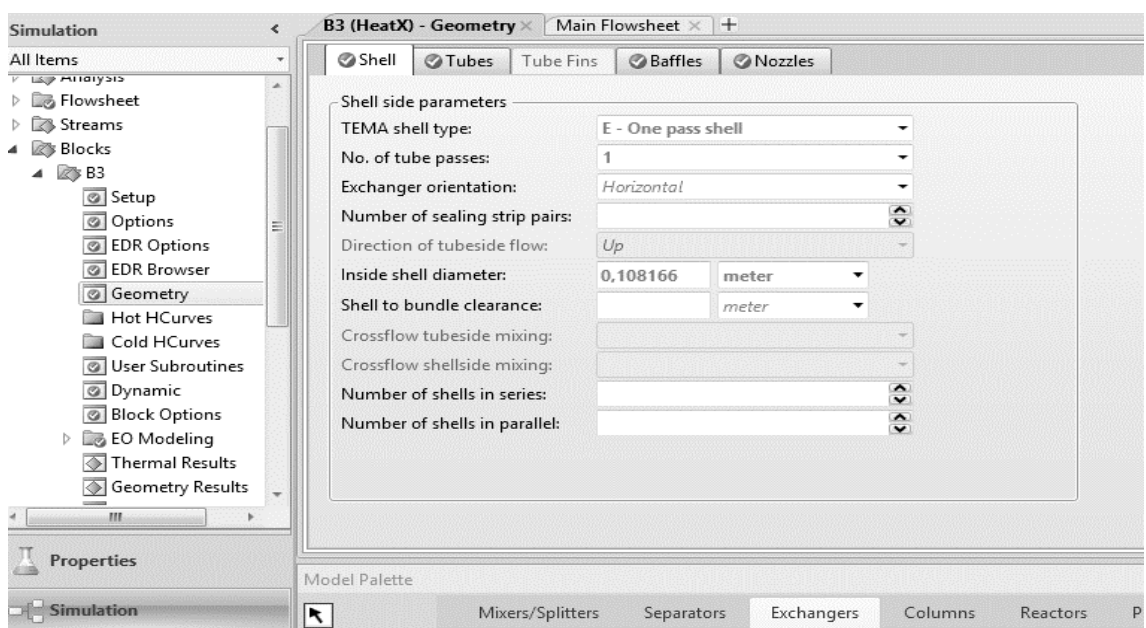 Simulation
All Items
Analysis
Flowsheet
Streams
Blocks
B3
Setup
Options
EDR Options
EDR Browser
Geometry
Hot HCurves
Cold HCurves
User Subroutines
Dynamic
Block Options
EO Modeling
Thermal Results
Geometry Results
Properties
Simulation
B3 (HeatX) - Geometry Main Flowsheet
Shell Tubes Tube Fins Baffles Nozzles
Shell side parameters
TEMA shell type: E - One pass shell
No. of tube passes: 1
Exchanger orientation: Horizontal
Number of sealing strip pairs:
Direction of tubeside flow: Up
Inside shell diameter: 0,108166 meter
Shell to bundle clearance: meter
Crossflow tubeside mixing:
Crossflow shellside mixing:
Number of shells in series:
Number of shells in parallel:
Model Palette
Mixers/Splitters Separators Exchangers Columns Reactors P